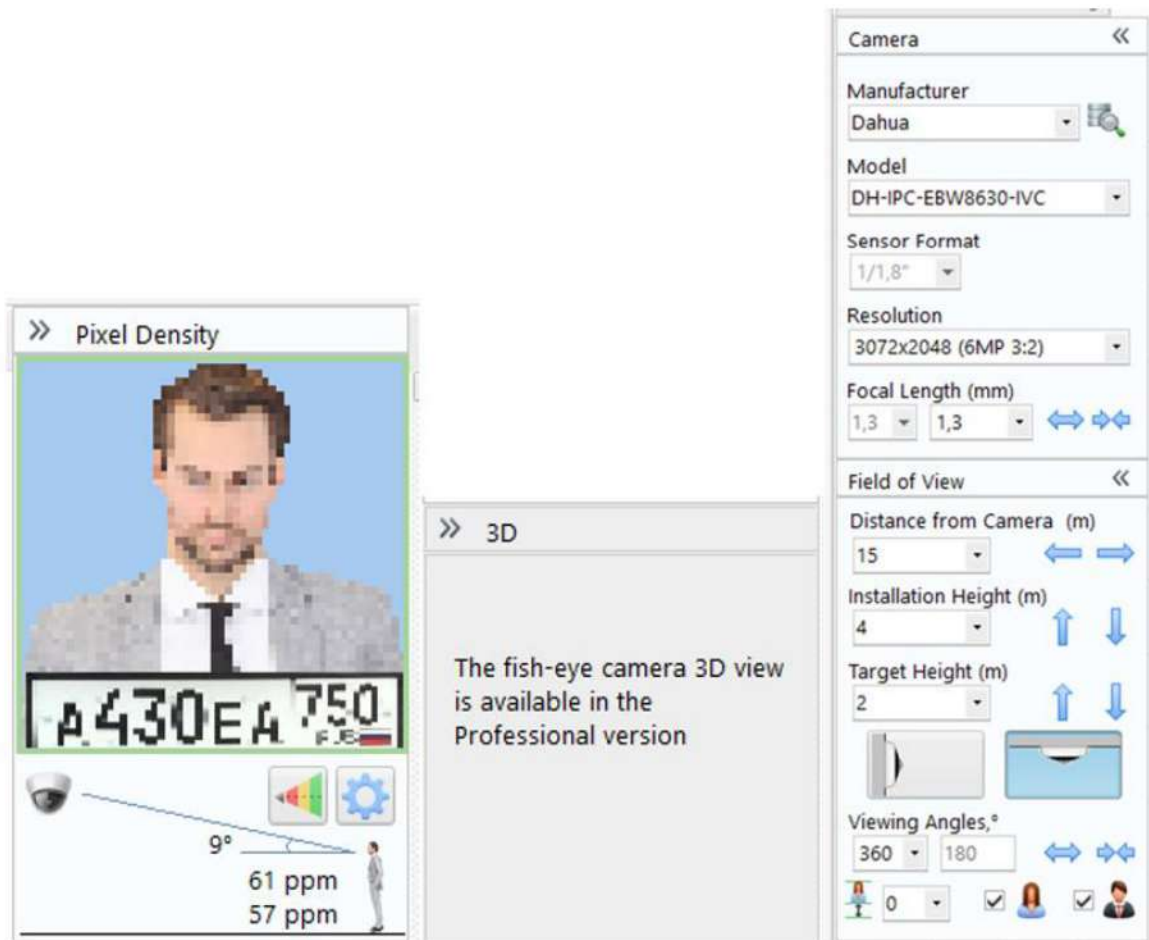 Pixel Density
А430ЕА 750
9°
61 ppm
57 ppm
3D
The fish-eye camera 3D view
is available in the
Professional version
Camera
Manufacturer
Dahua
Model
DH-IPC-EBW8630-IVC
Sensor Format
1/1,8"
Resolution
3072x2048 (6MP 3:2)
Focal Length (mm)
1,3 1,3
Field of View
Distance from Camera (m)
15
Installation Height (m)
4
Target Height (m)
2
Viewing Angles,°
360 180
0